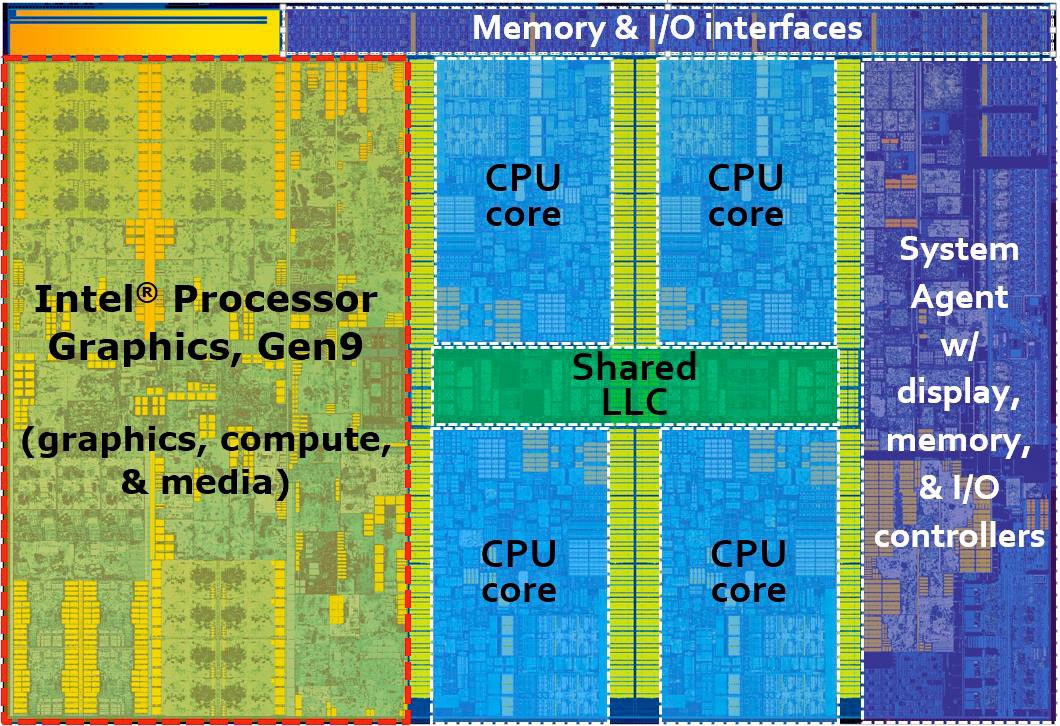 Memory & I/O interfaces
CPU
core
CPU
core
Intel® Processor
Graphics, Gen9
(graphics, compute,
& media)
Shared
LLC
System
Agent
w/
display,
memory,
& I/O
controllers
CPU
core
CPU
core